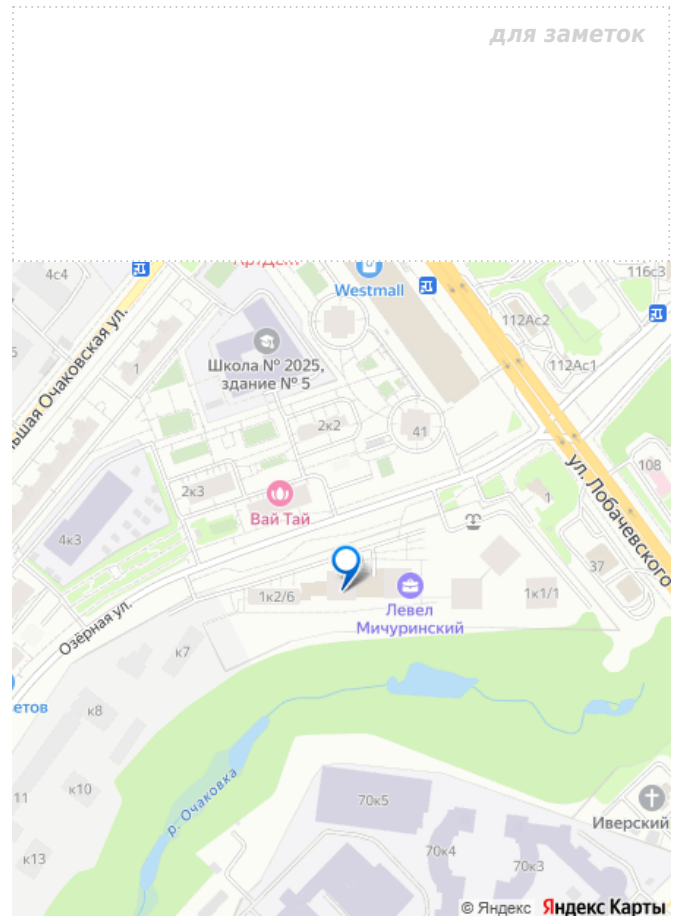 для заметок
4с4
Westmall
116с3
112Ас2
Школа № 2025,
здание № 5
1
112Ас1
2к2
41
ул. Лобачевского
108
2к3
Вай Тай
1
4к3
37
1к2/6
Левел
Мичуринский
1к1/1
Озёрная ул.
к7
к8
11
к10
р. Очаковка
70к5
Иверский
к13
70к4
70к3
© Яндекс Яндекс Карты